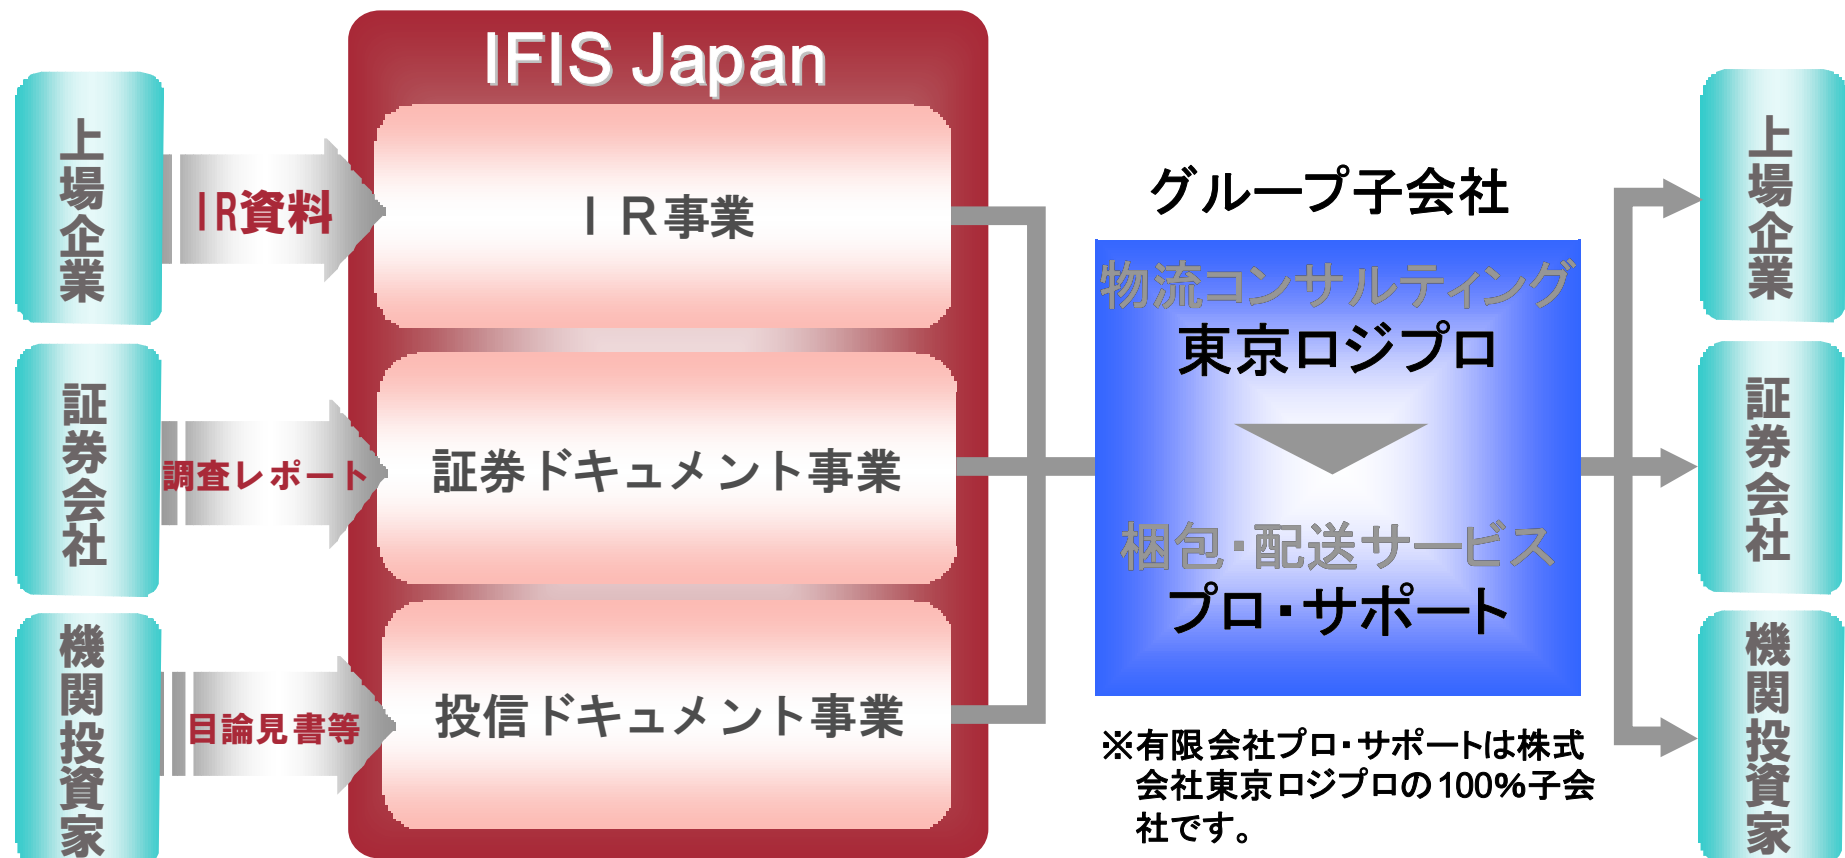 IFIS Japan
上場企業
IR資料
ＩＲ事業
証券会社
調査レポート
証券ドキュメント事業
機関投資家
目論見書等
投信ドキュメント事業
グループ子会社
物流コンサルティング
東京ロジプロ
梱包・配送サービス
プロ・サポート
※有限会社プロ・サポートは株式
会社東京ロジプロの100%子会
社です。
上場企業
証券会社
機関投資家